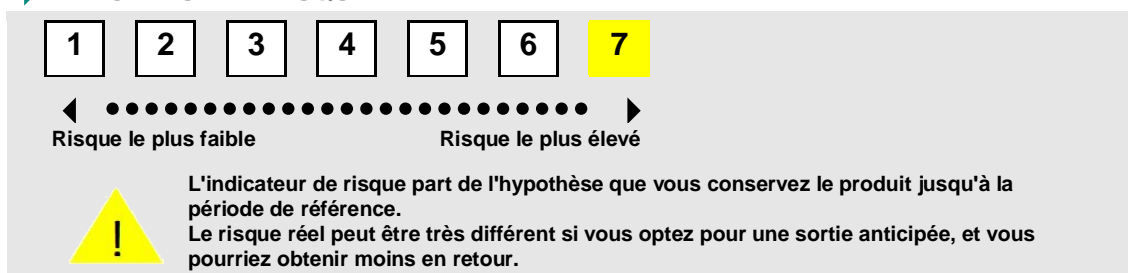 1 2 3 4 5 6 7
Risque le plus faible Risque le plus élevé
L'indicateur de risque part de l'hypothèse que vous conservez le produit jusqu'à la
période de référence.
Le risque réel peut être très différent si vous optez pour une sortie anticipée, et vous
pourriez obtenir moins en retour.
!